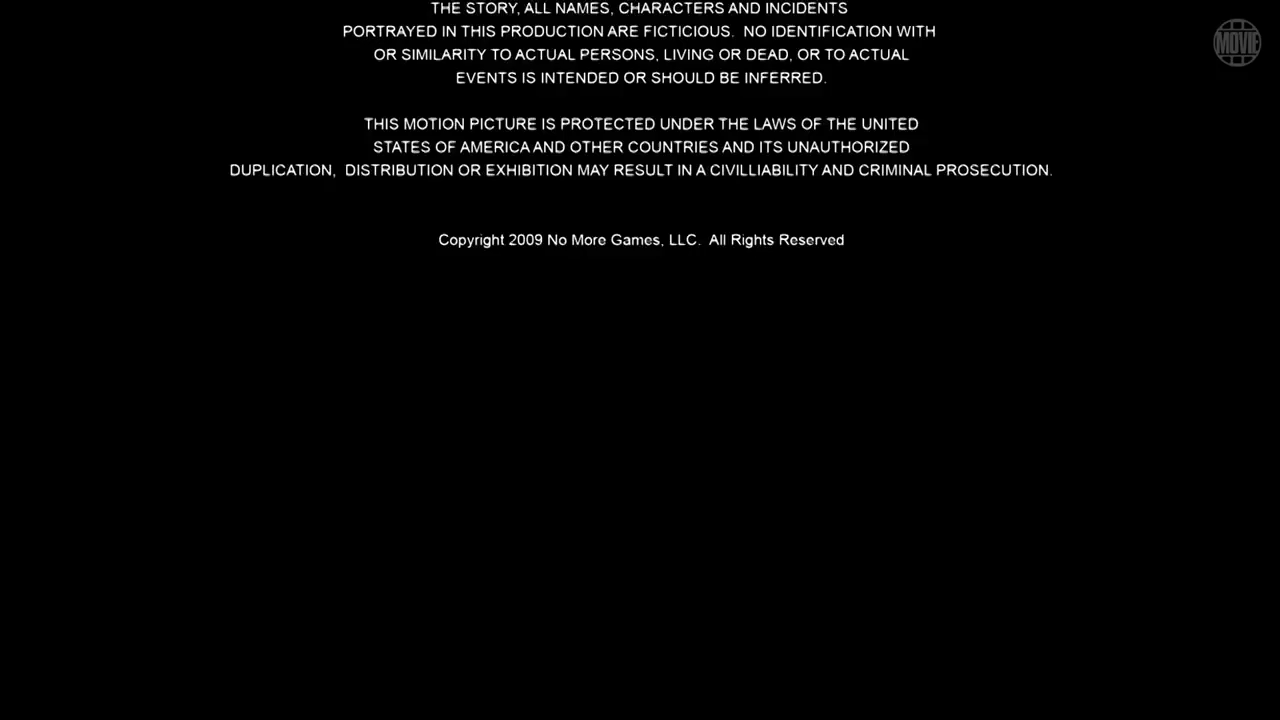 THE STORY, ALL NAMES, CHARACTERS AND INCIDENTS
PORTRAYED IN THIS PRODUCTION ARE FICTICIOUS.  NO IDENTIFICATION WITH
OR SIMILARITY TO ACTUAL PERSONS, LIVING OR DEAD, OR TO ACTUAL
EVENTS IS INTENDED OR SHOULD BE INFERRED.
THIS MOTION PICTURE IS PROTECTED UNDER THE LAWS OF THE UNITED
STATES OF AMERICA AND OTHER COUNTRIES AND ITS UNAUTHORIZED
DUPLICATION,  DISTRIBUTION OR EXHIBITION MAY RESULT IN A CIVILLIABILITY AND CRIMINAL PROSECUTION.
Copyright 2009 No More Games, LLC.  All Rights Reserved
MOVIE